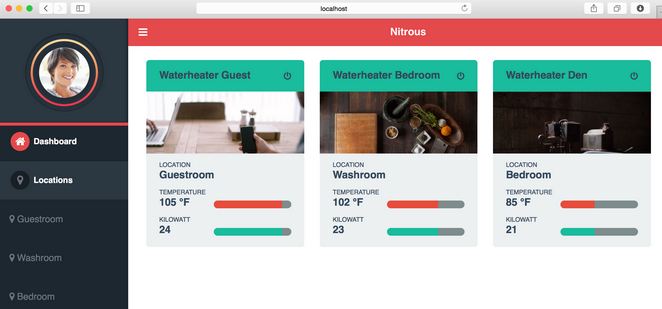 localhost
Nitrous
Dashboard
Locations
Guestroom
Washroom
Bedroom
Waterheater Guest
LOCATION
Guestroom
TEMPERATURE
105 °F
KILOWATT
24
Waterheater Bedroom
LOCATION
Washroom
TEMPERATURE
102 °F
KILOWATT
23
Waterheater Den
LOCATION
Bedroom
TEMPERATURE
85 °F
KILOWATT
21